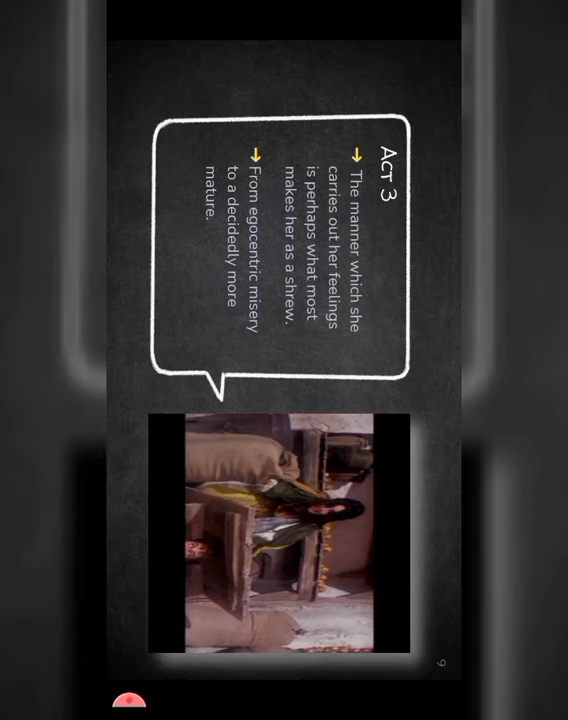 Act 3
→ The manner which she
carries out her feelings
is perhaps what most
makes her as a shrew.
→ From egocentric misery
to a decidedly more
mature.
9